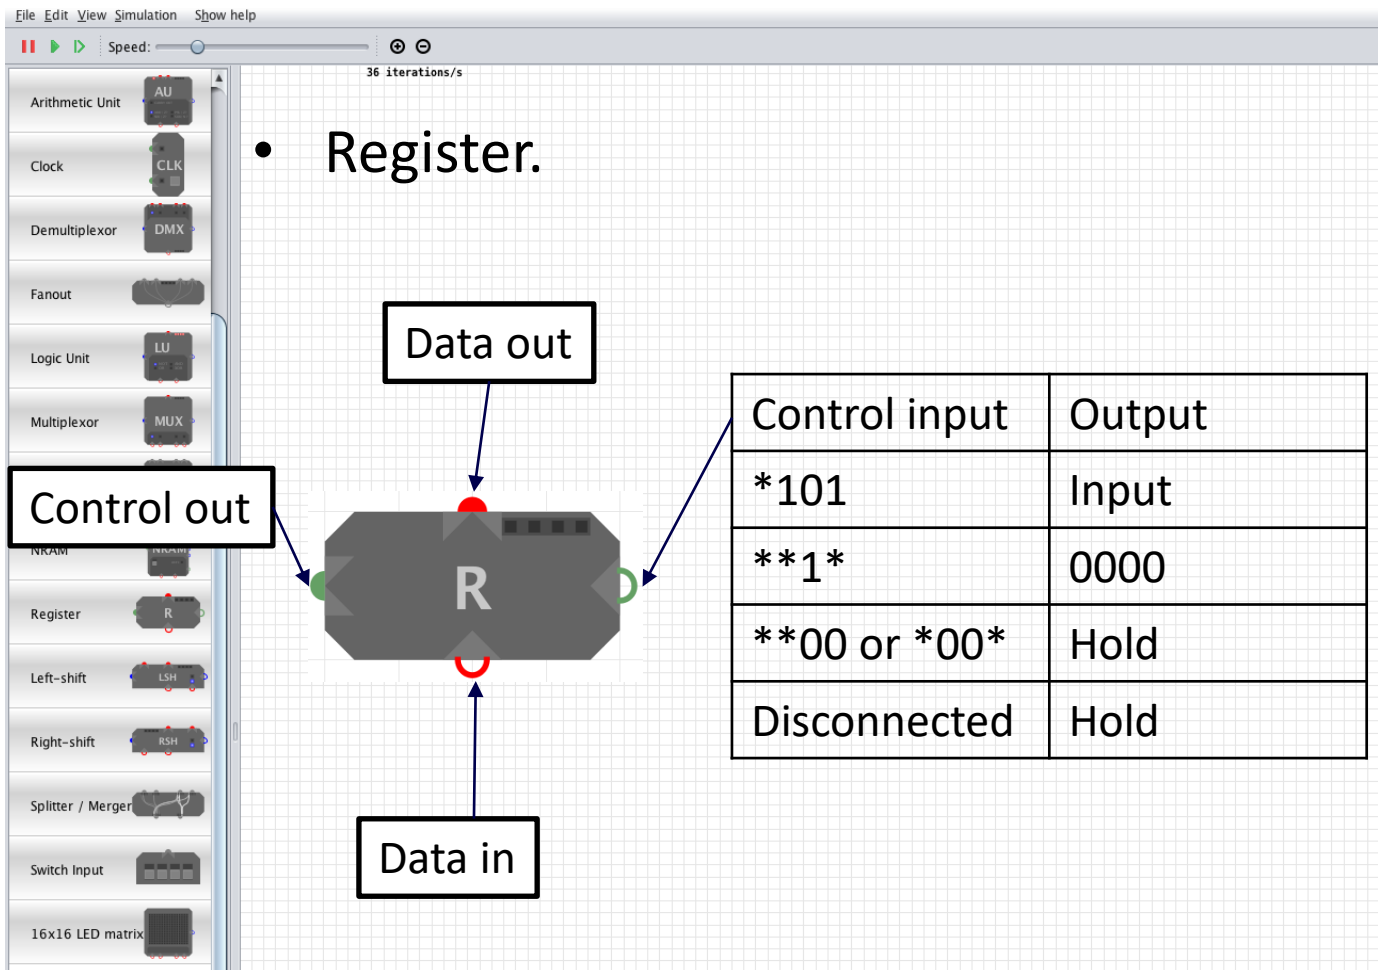 File Edit View Simulation Show help
Speed:
36 iterations/s
Arithmetic Unit
AU
Clock
CLK
Demultiplexor
DMX
Fanout
Logic Unit
LU
Multiplexor
MUX
NRAM
NRAM
Register
R
Left-shift
LSH
Right-shift
RSH
Splitter / Merger
Switch Input
16x16 LED matrix
• Register.
Data out
Control out
R
Data in
Control input Output
*101 Input
**1* 0000
**00 or *00* Hold
Disconnected Hold